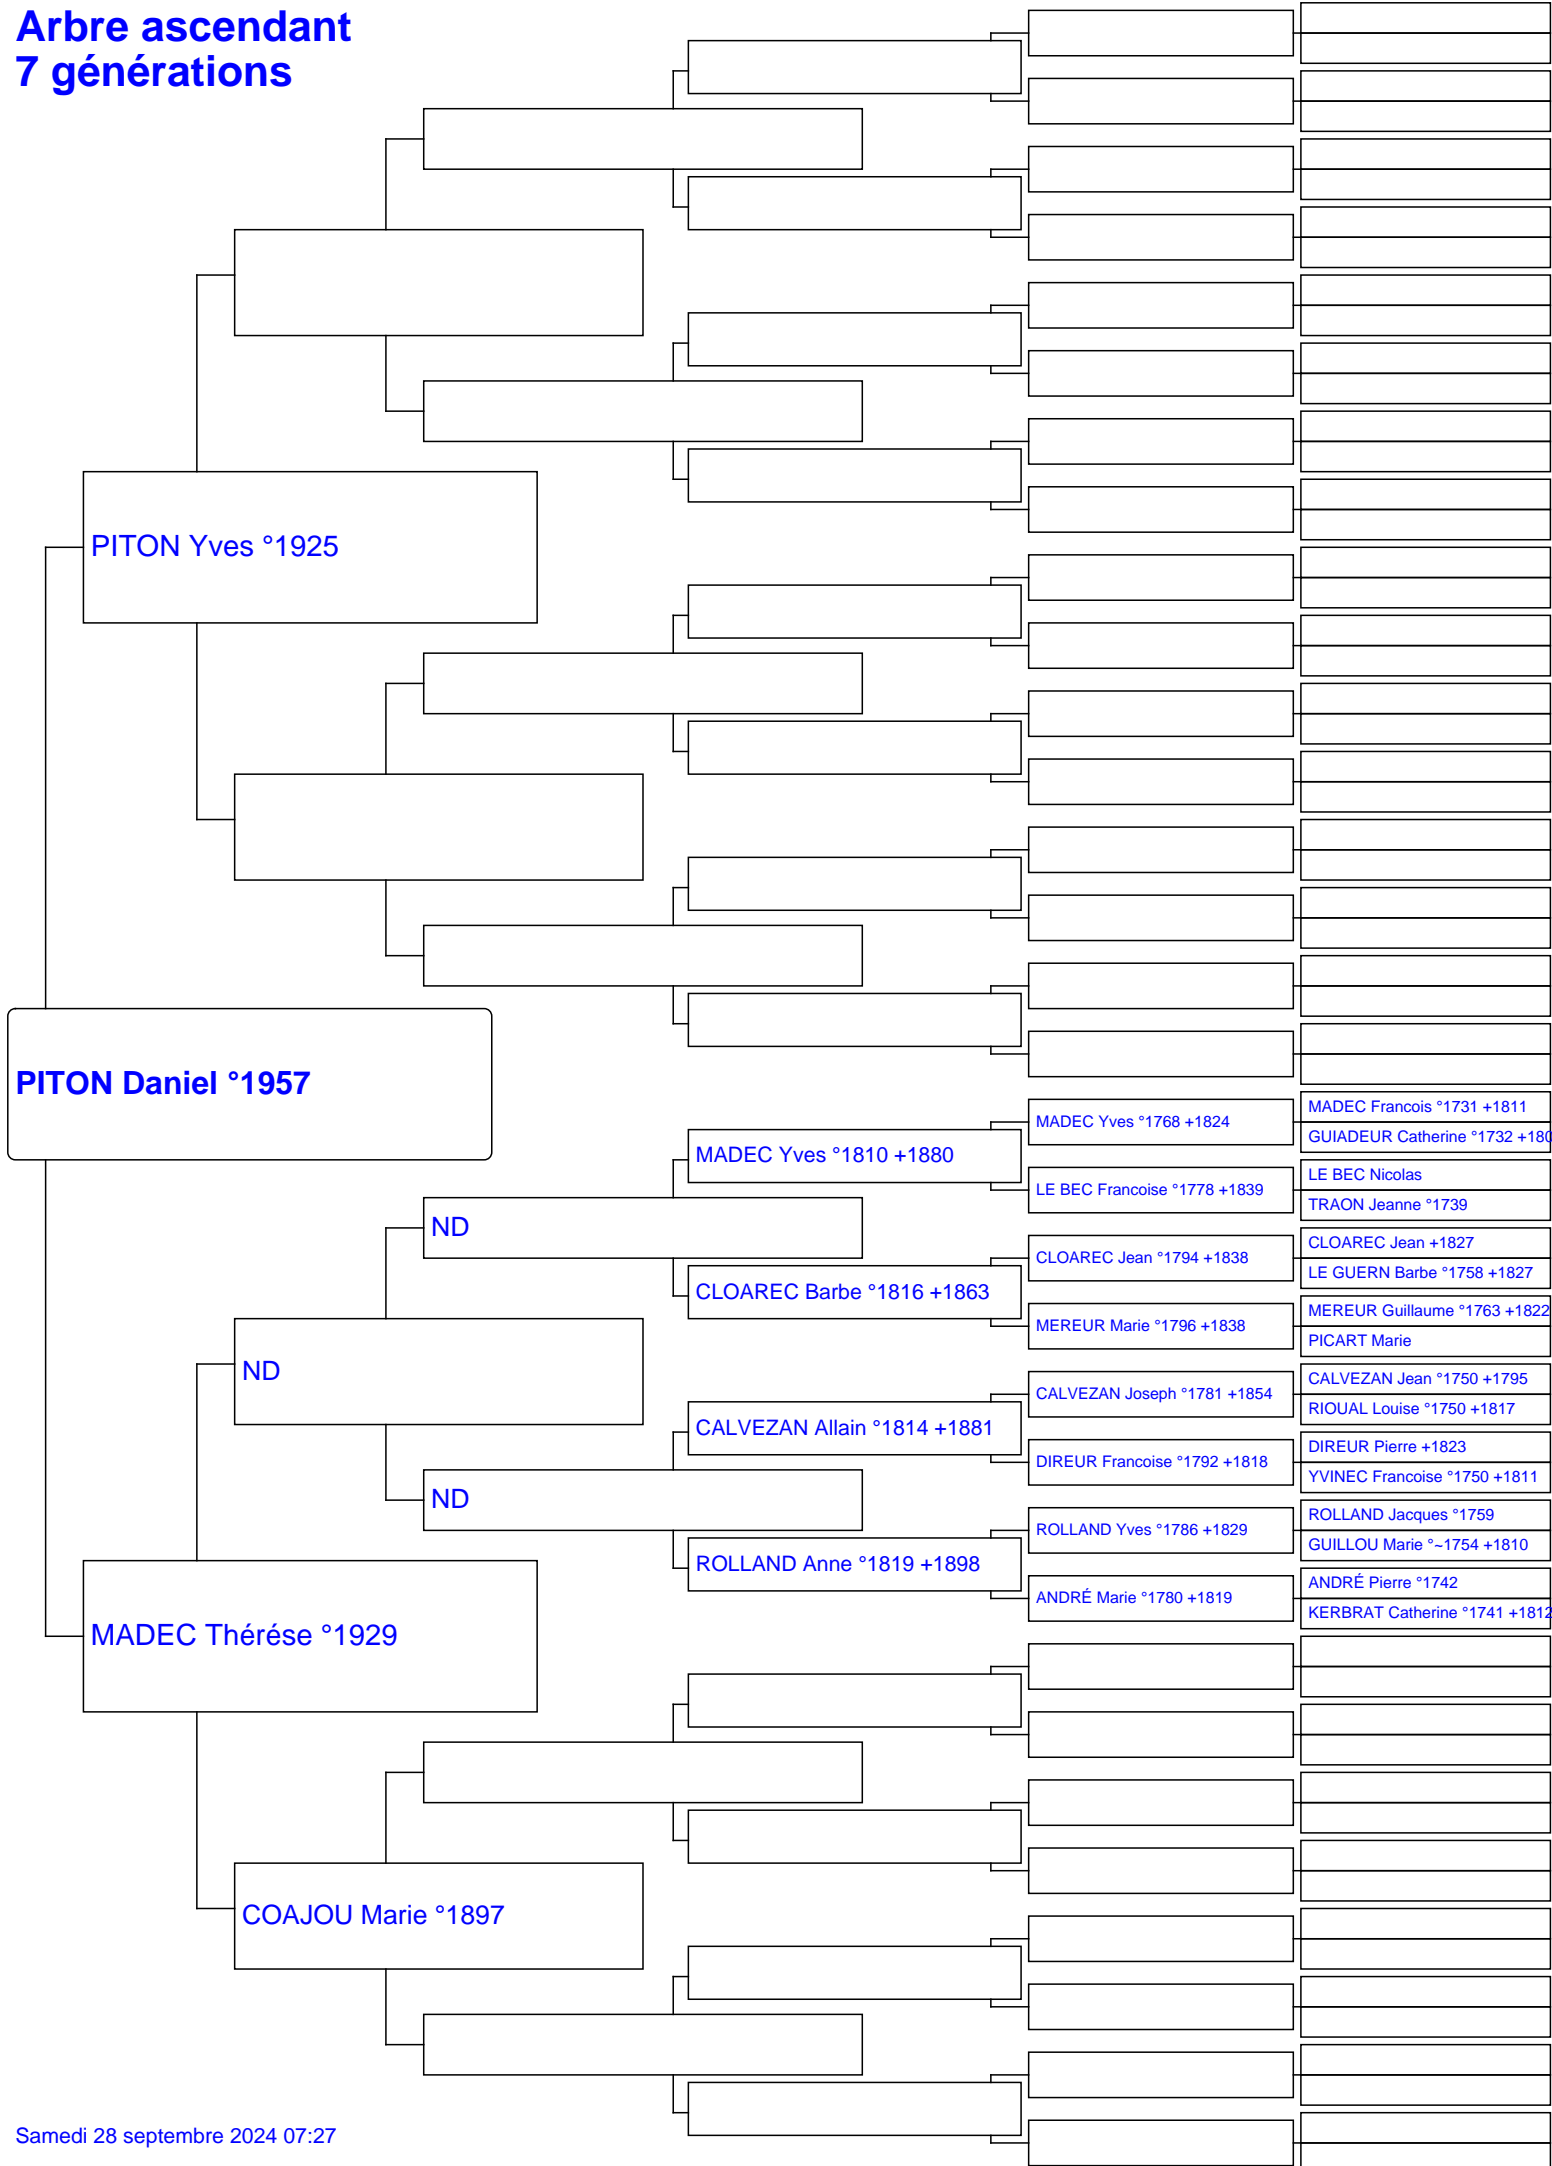 Arbre ascendant
7 générations
PITON Yves °1925
PITON Daniel °1957
MADEC Francois °1731 +1811
MADEC Yves °1768 +1824
GUIADEUR Catherine °1732 +180
MADEC Yves °1810 +1880
LE BEC Nicolas
LE BEC Francoise °1778 +1839
TRAON Jeanne °1739
ND
CLOAREC Jean +1827
CLOAREC Jean °1794 +1838
LE GUERN Barbe °1758 +1827
CLOAREC Barbe °1816 +1863
MEREUR Guillaume °1763 +1822
MEREUR Marie °1796 +1838
PICART Marie
ND
CALVEZAN Jean °1750 +1795
CALVEZAN Joseph °1781 +1854
RIOUAL Louise °1750 +1817
CALVEZAN Allain °1814 +1881
DIREUR Pierre +1823
DIREUR Francoise °1792 +1818
YVINEC Francoise °1750 +1811
ND
ROLLAND Jacques °1759
ROLLAND Yves °1786 +1829
GUILLOU Marie °~1754 +1810
ROLLAND Anne °1819 +1898
ANDRÉ Pierre °1742
ANDRÉ Marie °1780 +1819
KERBRAT Catherine °1741 +1812
MADEC Thérése °1929
COAJOU Marie °1897
Samedi 28 septembre 2024 07:27